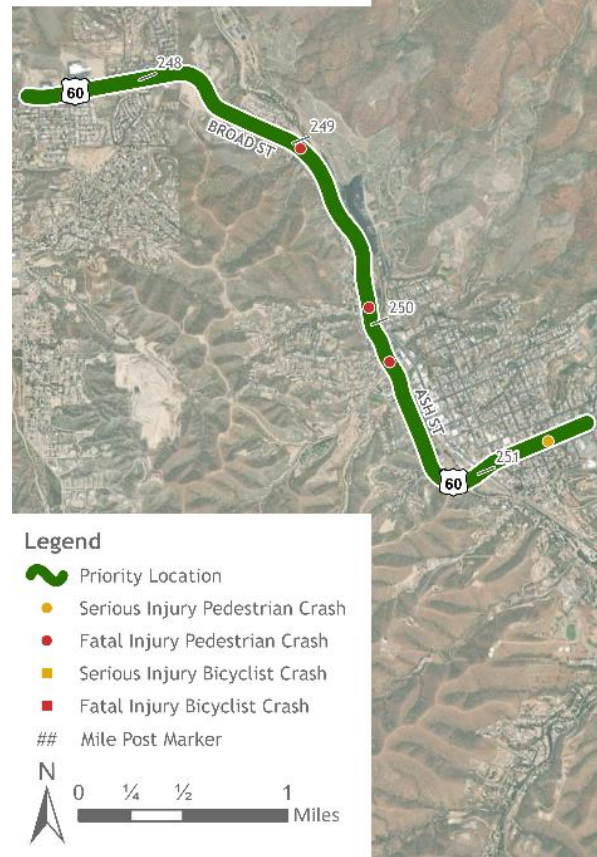 248
60
249
BROAD ST
250
ASH ST
251
60
Legend
Priority Location
Serious Injury Pedestrian Crash
Fatal Injury Pedestrian Crash
Serious Injury Bicyclist Crash
Fatal Injury Bicyclist Crash
## Mile Post Marker
N
0 ¼ ½ 1
Miles